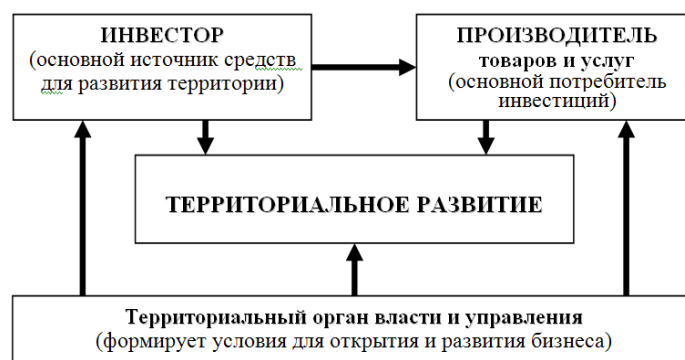 ИНВЕСТОР
(основной источник средств
для развития территории)
ПРОИЗВОДИТЕЛЬ
товаров и услуг
(основной потребитель
инвестиций)
ТЕРРИТОРИАЛЬНОЕ РАЗВИТИЕ
Территориальный орган власти и управления
(формирует условия для открытия и развития бизнеса)